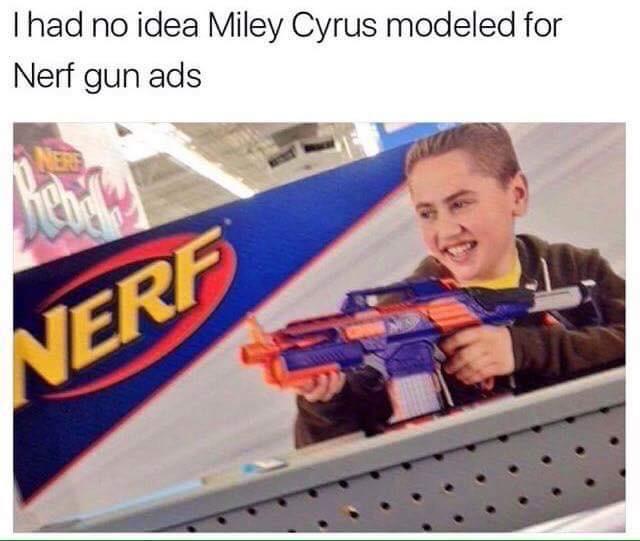 I had no idea Miley Cyrus modeled for
Nerf gun ads
NERF
Rebelle
NERF